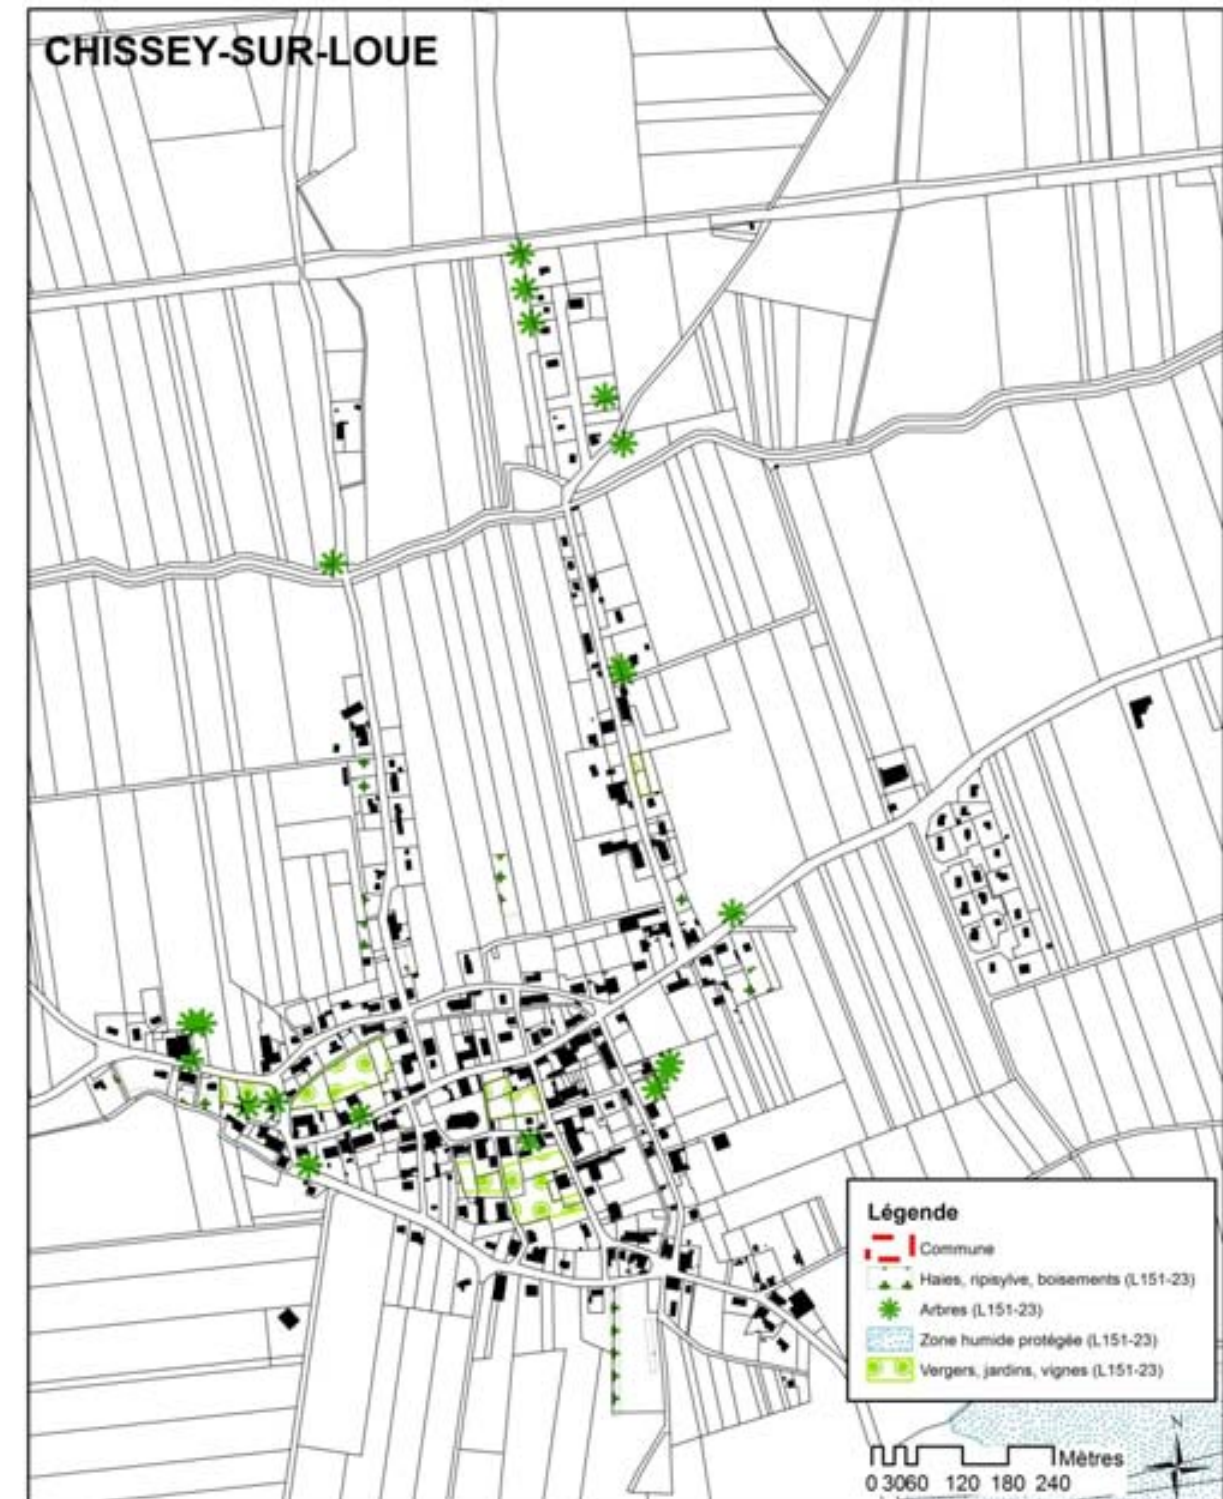 CHISSEY-SUR-LOUE
Légende
Commune
Haies, ripisylve, boisements (L151-23)
Arbres (L151-23)
Zone humide protégée (L151-23)
Vergers, jardins, vignes (L151-23)
N
Mètres
0 3060 120 180 240